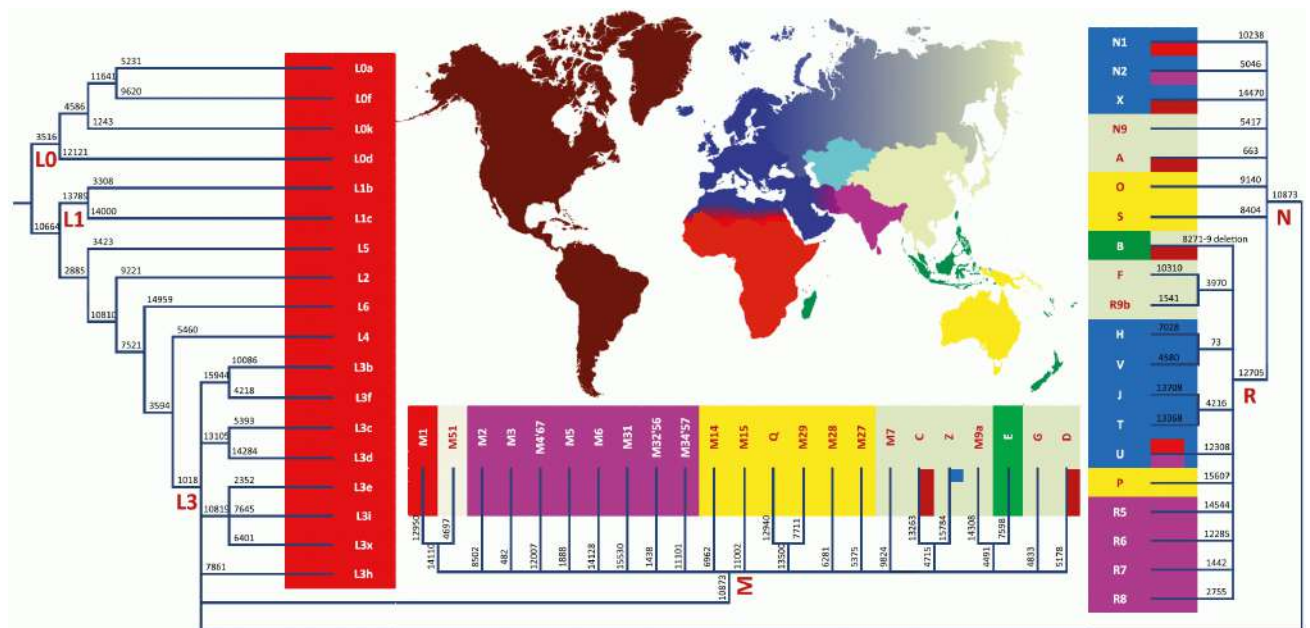 5231
L0a
11641
9620
L0f
4586
1243
L0k
3516
L0
12121
L0d
3308
L1b
13789
L1
14000
L1c
10664
3423
L5
2885
9221
L2
14959
L6
10810
5460
L4
7521
10086
L3b
15944
4218
L3f
3594
5393
L3c
13105
14284
L3d
1018
L3
2352
L3e
10819
7645
L3i
6401
L3x
7861
L3h
M1
M51
M2
M3
M4'67
M5
M6
M31
M32'56
M34'57
M14
M15
Q
M29
M28
M27
M7
C
Z
M9a
E
G
D
12950
4697
14110
8502
482
12007
1888
14128
15530
1438
11101
6962
11002
12940
7711
13500
6281
5375
9824
13263
15784
4715
14308
7598
4491
4833
5178
10873
M
N1
10238
N2
5046
X
14470
N9
5417
A
663
O
9140
S
8404
10873
N
B
8271-9 deletion
F
10310
3970
R9b
1541
H
7028
73
V
4580
12705
R
J
13708
4216
T
13368
U
12308
P
15607
R5
14544
R6
12285
R7
1442
R8
2755